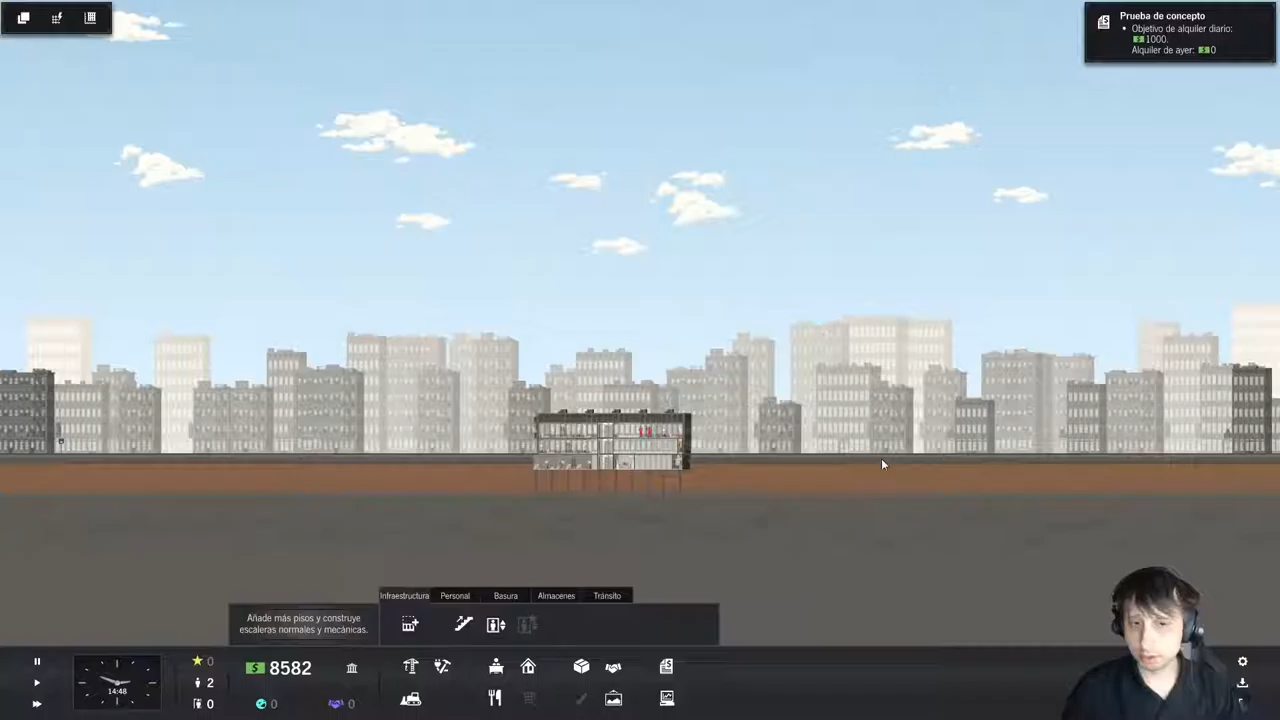 Prueba de concepto
• Objetivo de alquiler diario:
$1000.
Alquiler de ayer: $0
Infraestructura Personal Basura Almacenes Tránsito
Añade más pisos y construye
escaleras normales y mecánicas.
14:48
0
2
0
$ 8582
0
0